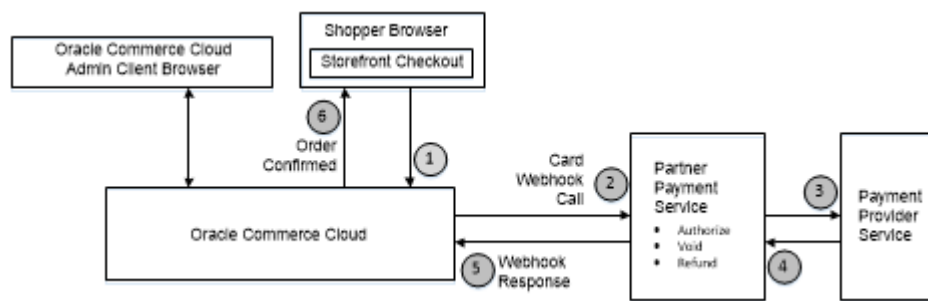 Oracle Commerce Cloud
Admin Client Browser
Shopper Browser
Storefront Checkout
6
Order
Confirmed
1
Card
Webhook
Call
2
Partner
Payment
Service
• Authorize
• Void
• Refund
3
Payment
Provider
Service
4
Oracle Commerce Cloud
5
Webhook
Response